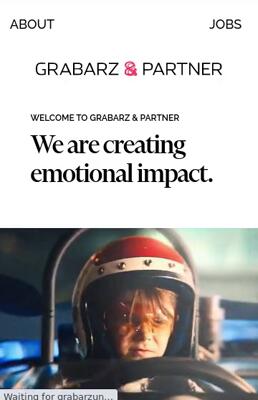 ABOUT JOBS
GRABARZ & PARTNER
WELCOME TO GRABARZ & PARTNER
We are creating
emotional impact.
Waiting for grabarzun...